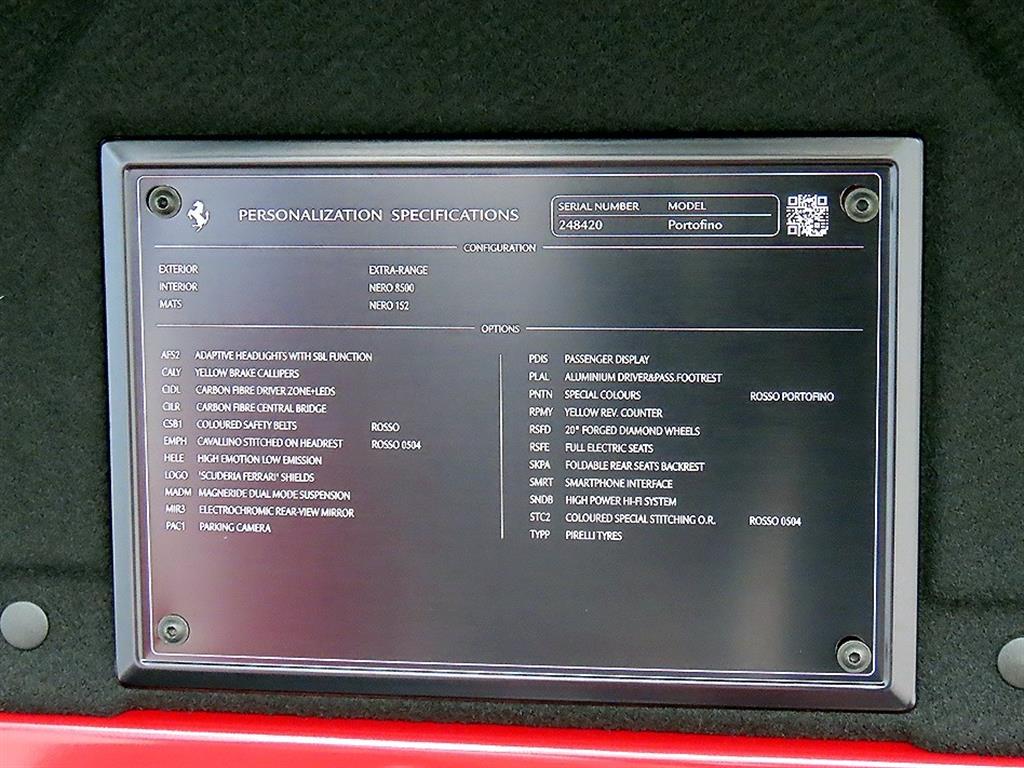 PERSONALIZATION SPECIFICATIONS
SERIAL NUMBER MODEL
248420 Portofino
CONFIGURATION
EXTERIOR EXTRA-RANGE
INTERIOR NERO 8500
MATS NERO 152
OPTIONS
AFS2 ADAPTIVE HEADLIGHTS WITH SBL FUNCTION
CALY YELLOW BRAKE CALLIPERS
CIDL CARBON FIBRE DRIVER ZONE+LEDS
CILR CARBON FIBRE CENTRAL BRIDGE
CSB1 COLOURED SAFETY BELTS ROSSO
EMPH CAVALLINO STITCHED ON HEADREST ROSSO 0504
HELE HIGH EMOTION LOW EMISSION
LOGO 'SCUDERIA FERRARI' SHIELDS
MADM MAGNERIDE DUAL MODE SUSPENSION
MIR3 ELECTROCHROMIC REAR-VIEW MIRROR
PAC1 PARKING CAMERA
PDIS PASSENGER DISPLAY
PLAL ALUMINIUM DRIVER&PASS.FOOTREST
PNTN SPECIAL COLOURS ROSSO PORTOFINO
RPMY YELLOW REV. COUNTER
RSFD 20" FORGED DIAMOND WHEELS
RSFE FULL ELECTRIC SEATS
SKPA FOLDABLE REAR SEATS BACKREST
SMRT SMARTPHONE INTERFACE
SNDB HIGH POWER HI-FI SYSTEM
STC2 COLOURED SPECIAL STITCHING O.R. ROSSO 0504
TYPP PIRELLI TYRES